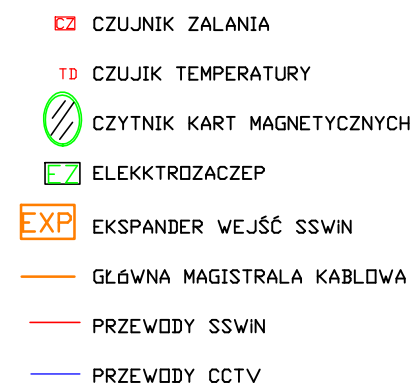 CZ CZUJNIK ZALANIA
TD CZUJIK TEMPERATURY
CZYTNIK KART MAGNETYCZNYCH
EZ ELEKKTROZACZEP
EXP EKSPANDER WEJŚĆ SSWiN
GŁóWNA MAGISTRALA KABLOWA
PRZEWODY SSWiN
PRZEWODY CCTV